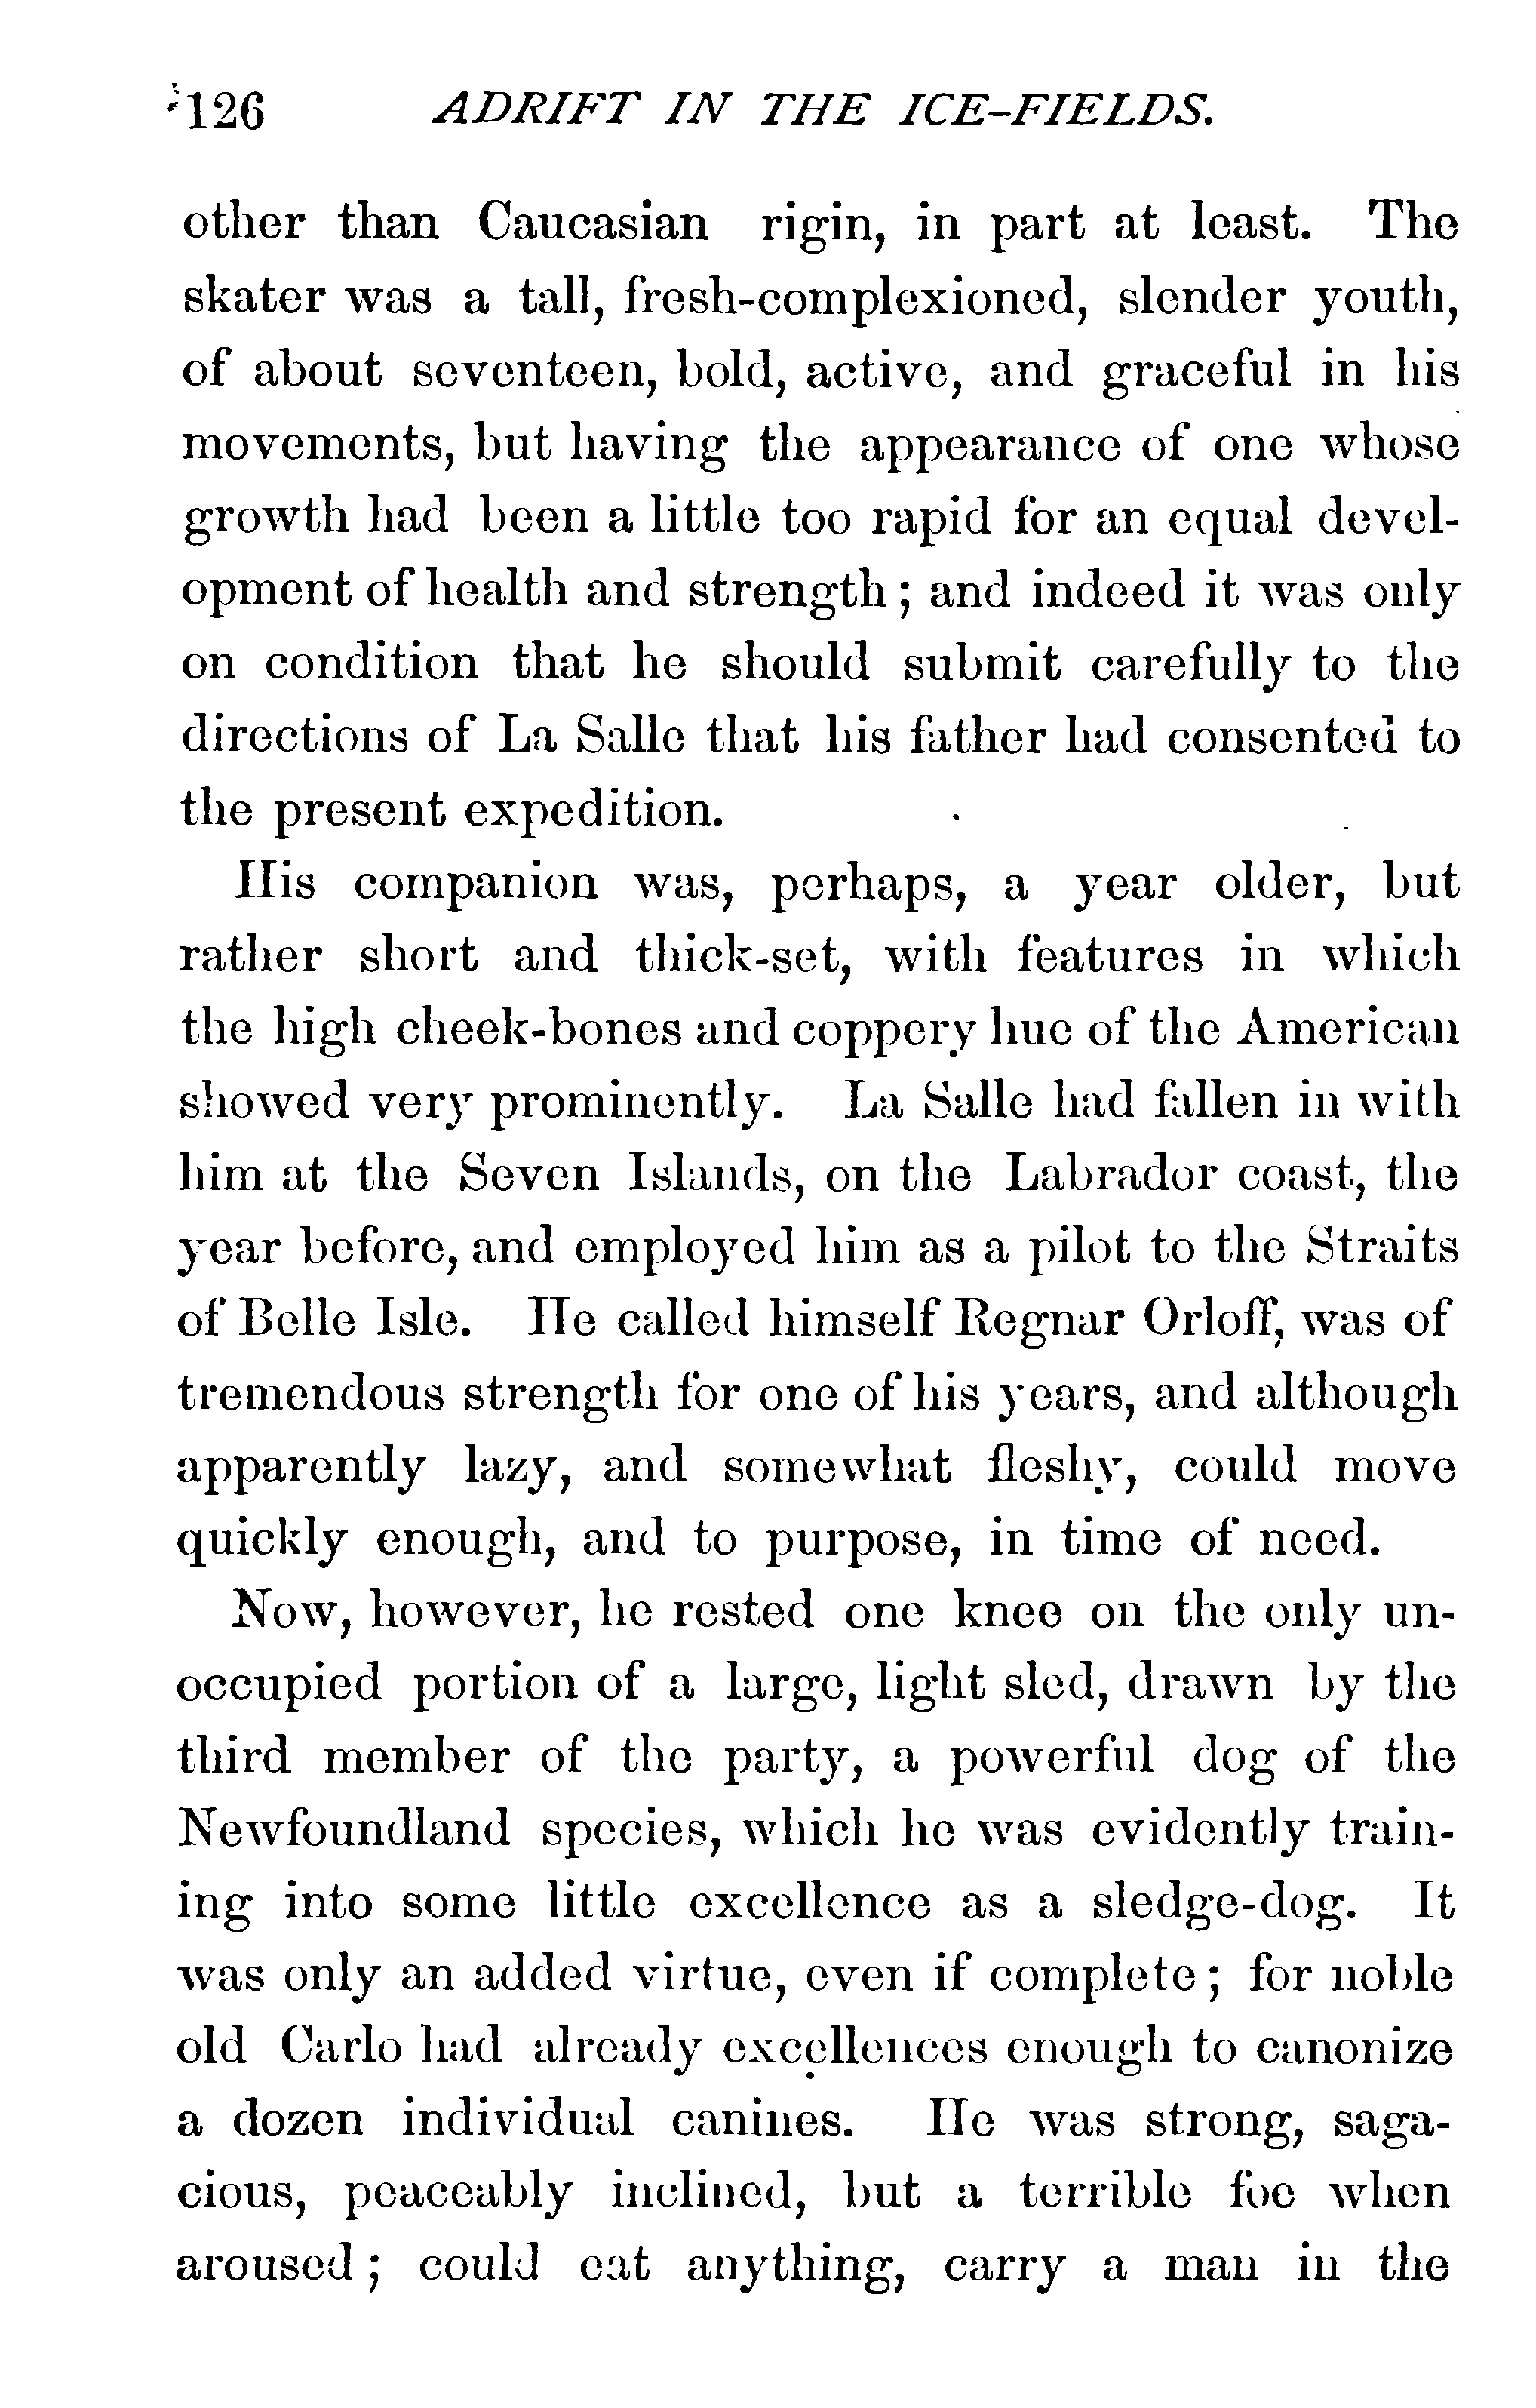 126 ADRIFT IN THE ICE-FIELDS.
other than Caucasian rigin, in part at least. The
skater was a tall, fresh-complexioned, slender youth,
of about seventeen, bold, active, and graceful in his
movements, but having the appearance of one whose
growth had been a little too rapid for an equal devel-
opment of health and strength; and indeed it was only
on condition that he should submit carefully to the
directions of La Salle that his father had consented to
the present expedition.
His companion was, perhaps, a year older, but
rather short and thick-set, with features in which
the high cheek-bones and coppery hue of the American
showed very prominently. La Salle had fallen in with
him at the Seven Islands, on the Labrador coast, the
year before, and employed him as a pilot to the Straits
of Belle Isle. He called himself Regnar Orloff, was of
tremendous strength for one of his years, and although
apparently lazy, and somewhat fleshy, could move
quickly enough, and to purpose, in time of need.
Now, however, he rested one knee on the only un-
occupied portion of a large, light sled, drawn by the
third member of the party, a powerful dog of the
Newfoundland species, which he was evidently train-
ing into some little excellence as a sledge-dog. It
was only an added virtue, even if complete; for noble
old Carlo had already excellences enough to canonize
a dozen individual canines. He was strong, saga-
cious, peaceably inclined, but a terrible foe when
aroused; could eat anything, carry a man in the